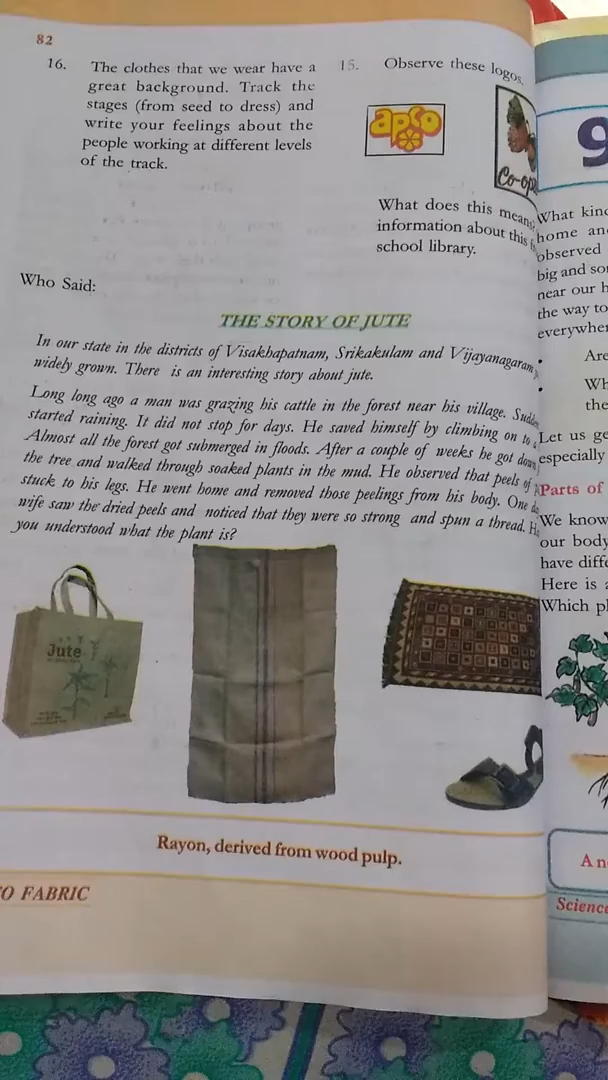 82
16. The clothes that we wear have a
great background. Track the
stages (from seed to dress) and
write your feelings about the
people working at different levels
of the track.
15. Observe these logos.
apco
Co-op
What does this mean?
information about this
school library.
Who Said:
THE STORY OF JUTE
In our state in the districts of Visakhapatnam, Srikakulam and Vijayanagaram,
widely grown. There is an interesting story about jute.
Long long ago a man was grazing his cattle in the forest near his village.
started raining. It did not stop for days. He saved himself by climbing on to
Almost all the forest got submerged in floods. After a couple of weeks he got down
the tree and walked through soaked plants in the mud. He observed that peels of
stuck to his legs. He went home and removed those peelings from his body. One
wife saw the dried peels and noticed that they were so strong and spun a thread.
you understood what the plant is?
Jute
Rayon, derived from wood pulp.
O FABRIC
9
What kind
home and
observed
big and
near our
the way to
everywhere
Are
Wh
the
Let us
especially
Parts of
We know
our body
have
Here is a
Which
A
Science